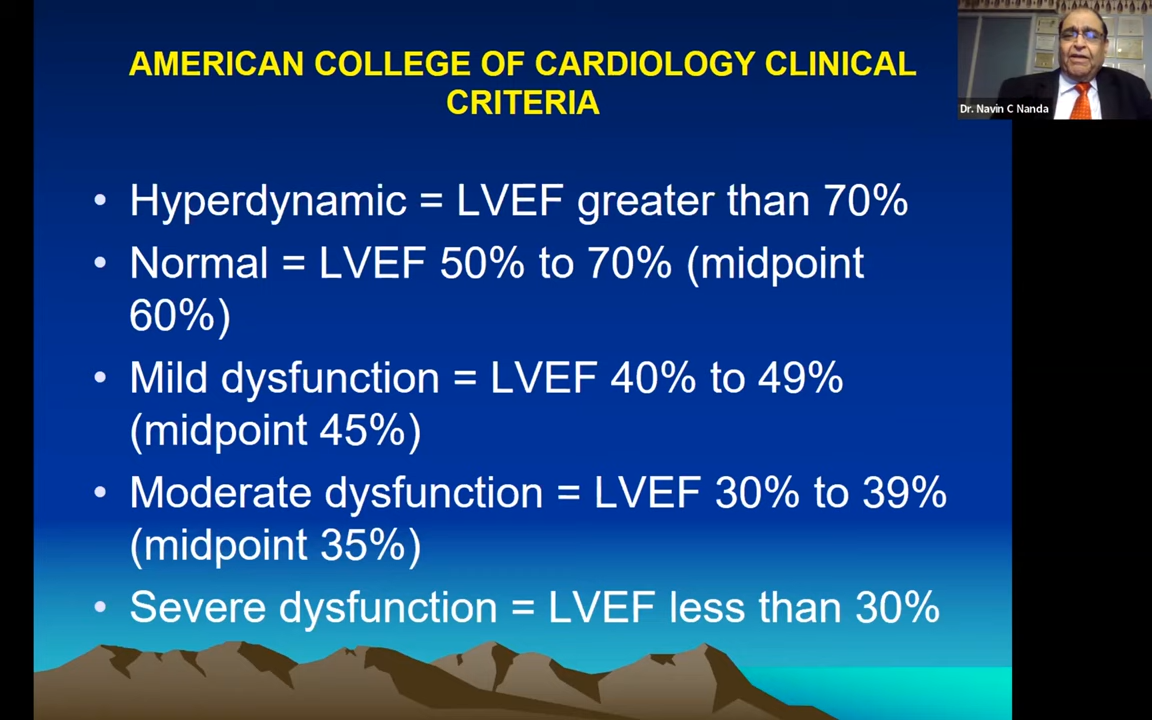 AMERICAN COLLEGE OF CARDIOLOGY CLINICAL
CRITERIA
Dr. Navin C Nanda
• Hyperdynamic = LVEF greater than 70%
• Normal = LVEF 50% to 70% (midpoint
60%)
• Mild dysfunction = LVEF 40% to 49%
(midpoint 45%)
• Moderate dysfunction = LVEF 30% to 39%
(midpoint 35%)
• Severe dysfunction = LVEF less than 30%